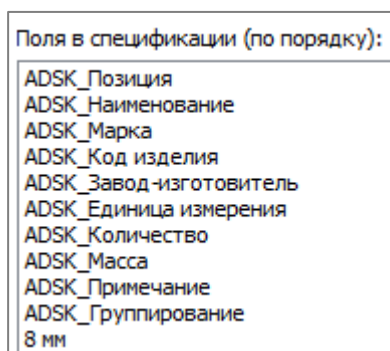 Поля в спецификации (по порядку):
ADSK_Позиция
ADSK_Наименование
ADSK_Марка
ADSK_Код изделия
ADSK_Завод-изготовитель
ADSK_Единица измерения
ADSK_Количество
ADSK_Масса
ADSK_Примечание
ADSK_Группирование
8 мм